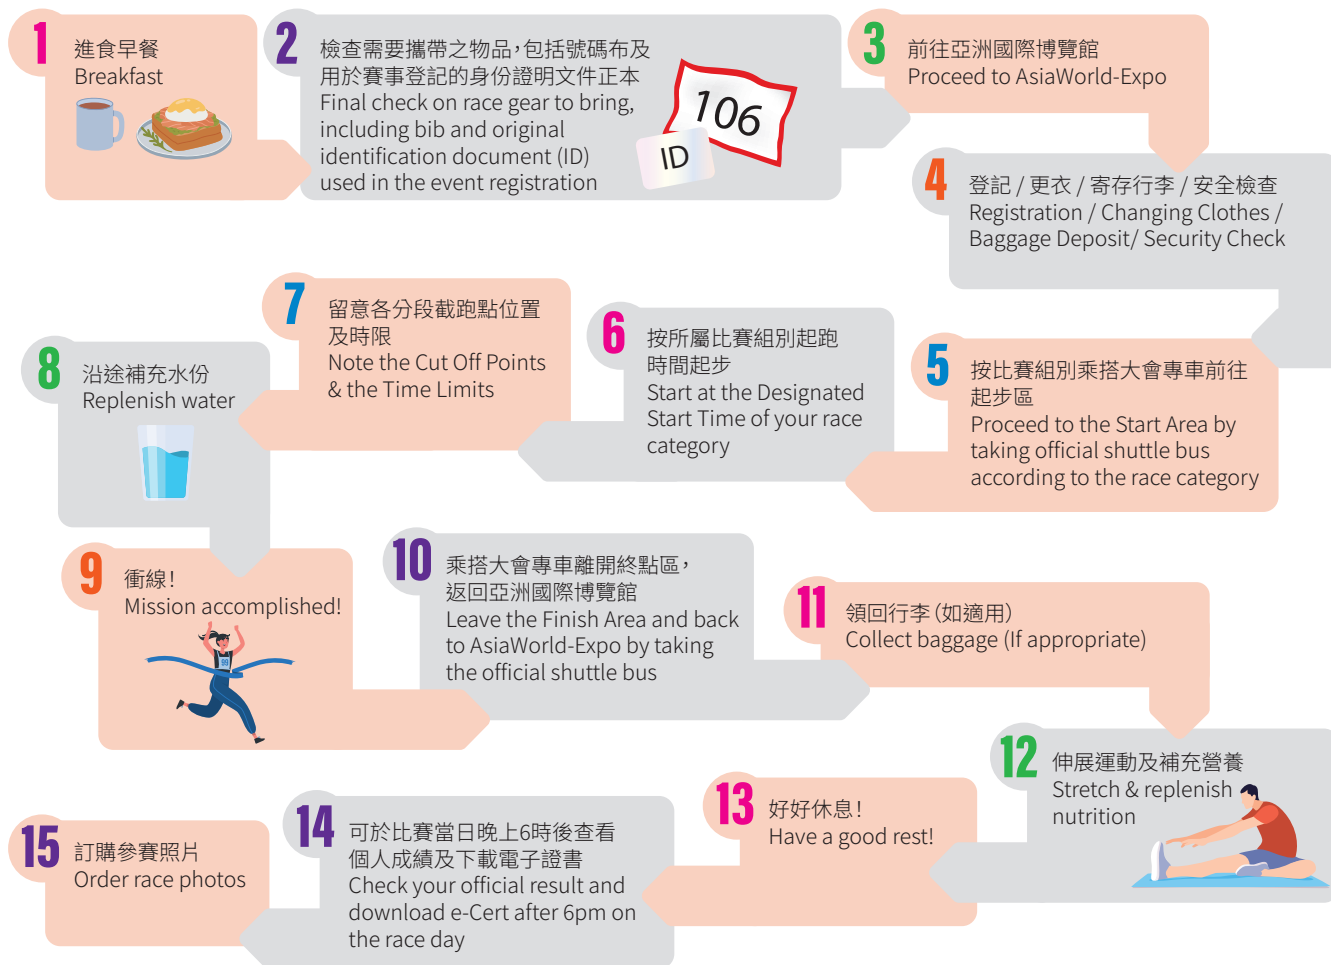 1
進食早餐
Breakfast
2
檢查需要攜帶之物品，包括號碼布及
用於賽事登記的身份證明文件正本
Final check on race gear to bring,
including bib and original
identification document (ID)
used in the event registration
106
ID
3
前往亞洲國際博覽館
Proceed to AsiaWorld-Expo
4
登記 / 更衣 / 寄存行李 / 安全檢查
Registration / Changing Clothes /
Baggage Deposit/ Security Check
5
按比賽組別乘搭大會專車前往
起步區
Proceed to the Start Area by
taking official shuttle bus
according to the race category
6
按所屬比賽組別起跑
時間起步
Start at the Designated
Start Time of your race
category
7
留意各分段截跑點位置
及時限
Note the Cut Off Points
& the Time Limits
8
沿途補充水份
Replenish water
9
衝線！
Mission accomplished!
99
10
乘搭大會專車離開終點區，
返回亞洲國際博覽館
Leave the Finish Area and back
to AsiaWorld-Expo by taking
the official shuttle bus
11
領回行李（如適用）
Collect baggage (If appropriate)
12
伸展運動及補充營養
Stretch & replenish
nutrition
13
好好休息！
Have a good rest!
14
可於比賽當日晚上6時後查看
個人成績及下載電子證書
Check your official result and
download e-Cert after 6pm on
the race day
15
訂購參賽照片
Order race photos